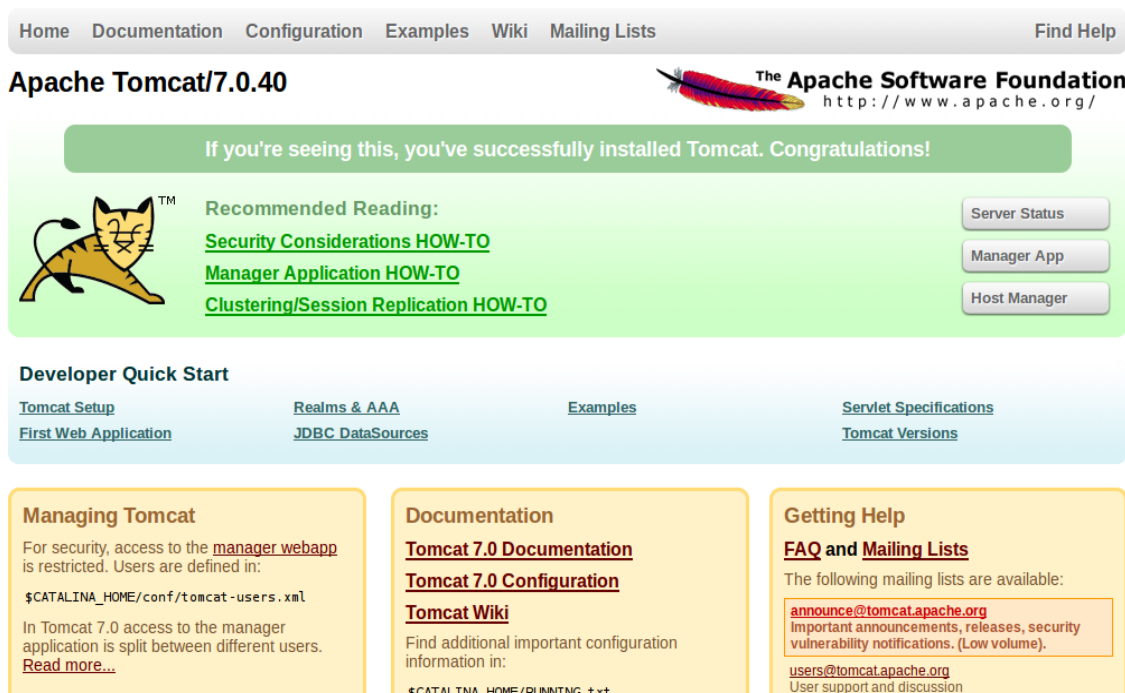 Home Documentation Configuration Examples Wiki Mailing Lists Find Help
Apache Tomcat/7.0.40
The Apache Software Foundation
http://www.apache.org/
If you're seeing this, you've successfully installed Tomcat. Congratulations!
TM
Recommended Reading:
Security Considerations HOW-TO
Manager Application HOW-TO
Clustering/Session Replication HOW-TO
Server Status
Manager App
Host Manager
Developer Quick Start
Tomcat Setup
First Web Application
Realms & AAA
JDBC DataSources
Examples
Servlet Specifications
Tomcat Versions
Managing Tomcat
For security, access to the manager webapp
is restricted. Users are defined in:
$CATALINA_HOME/conf/tomcat-users.xml
In Tomcat 7.0 access to the manager
application is split between different users.
Read more...
Documentation
Tomcat 7.0 Documentation
Tomcat 7.0 Configuration
Tomcat Wiki
Find additional important configuration
information in:
$CATALINA_HOME/RUNNING.txt
Getting Help
FAQ and Mailing Lists
The following mailing lists are available:
announce@tomcat.apache.org
Important announcements, releases, security
vulnerability notifications. (Low volume).
users@tomcat.apache.org
User support and discussion